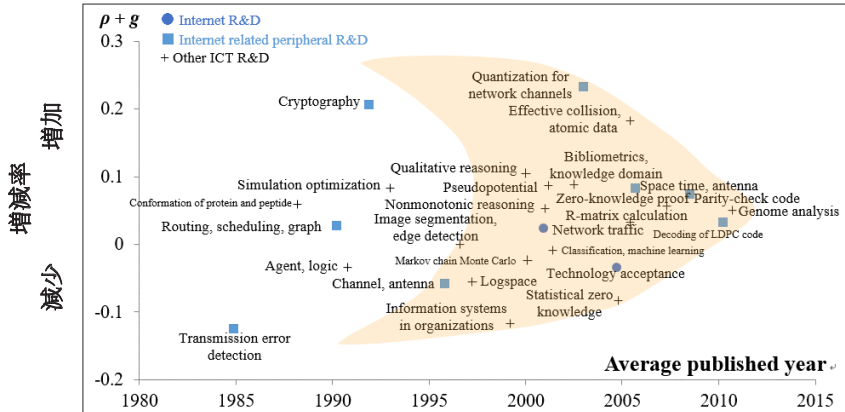 ρ + g
Internet R&D
Internet related peripheral R&D
+ Other ICT R&D
0.3
0.2
0.1
0
-0.1
-0.2
増減率
増加
減少
Quantization for
network channels
Cryptography
Effective collision,
atomic data
Qualitative reasoning
Bibliometrics,
knowledge domain
Simulation optimization
Pseudopotential
Space time, antenna
Conformation of protein and peptide
Nonmonotonic reasoning
Zero-knowledge proof
Parity-check code
Genome analysis
Routing, scheduling, graph
Image segmentation,
edge detection
R-matrix calculation
Network traffic
Decoding of LDPC code
Markov chain Monte Carlo
Classification, machine learning
Agent, logic
Channel, antenna
Logspace
Technology acceptance
Information systems
in organizations
Statistical zero
knowledge
Transmission error
detection
Average published year
1980
1985
1990
1995
2000
2005
2010
2015